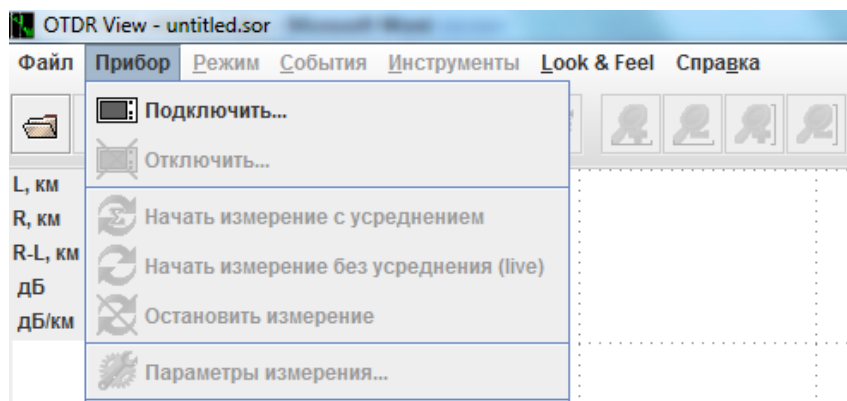 OTDR View - untitled.sor
Файл Прибор Режим События Инструменты Look & Feel Справка
Подключить...
Отключить...
L, км
Начать измерение с усреднением
R, км
R-L, км
Начать измерение без усреднения (live)
дБ
Остановить измерение
дБ/км
Параметры измерения...